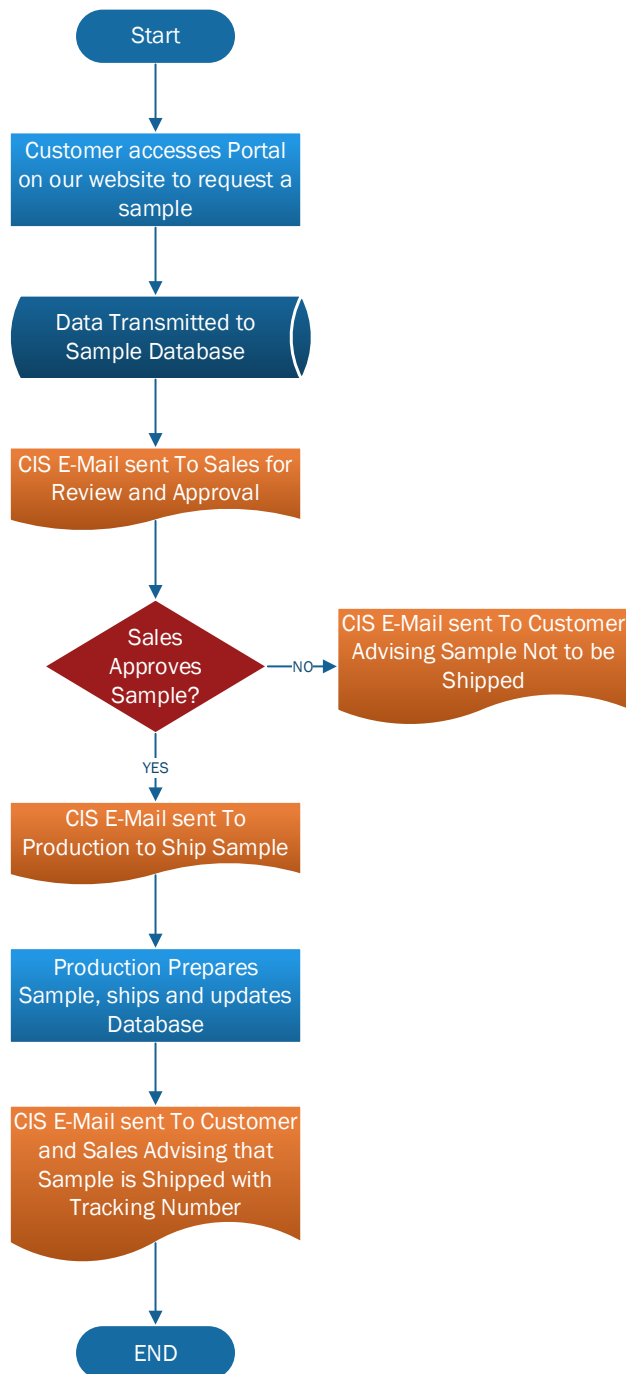 Start
Customer accesses Portal
on our website to request a
sample
Data Transmitted to
Sample Database
CIS E-Mail sent To Sales for
Review and Approval
Sales
Approves
Sample?
NO
CIS E-Mail sent To Customer
Advising Sample Not to be
Shipped
YES
CIS E-Mail sent To
Production to Ship Sample
Production Prepares
Sample, ships and updates
Database
CIS E-Mail sent To Customer
and Sales Advising that
Sample is Shipped with
Tracking Number
END